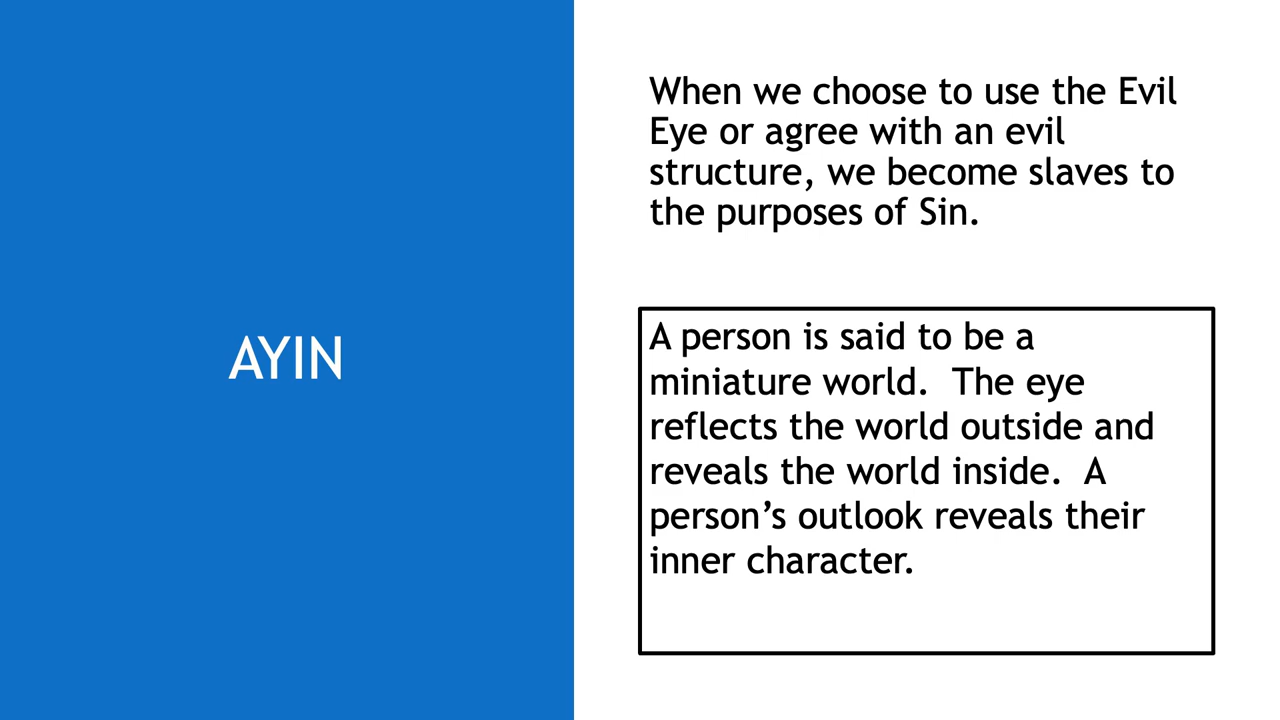 AYIN
When we choose to use the Evil
Eye or agree with an evil
structure, we become slaves to
the purposes of Sin.
A person is said to be a
miniature world.  The eye
reflects the world outside and
reveals the world inside.  A
person’s outlook reveals their
inner character.